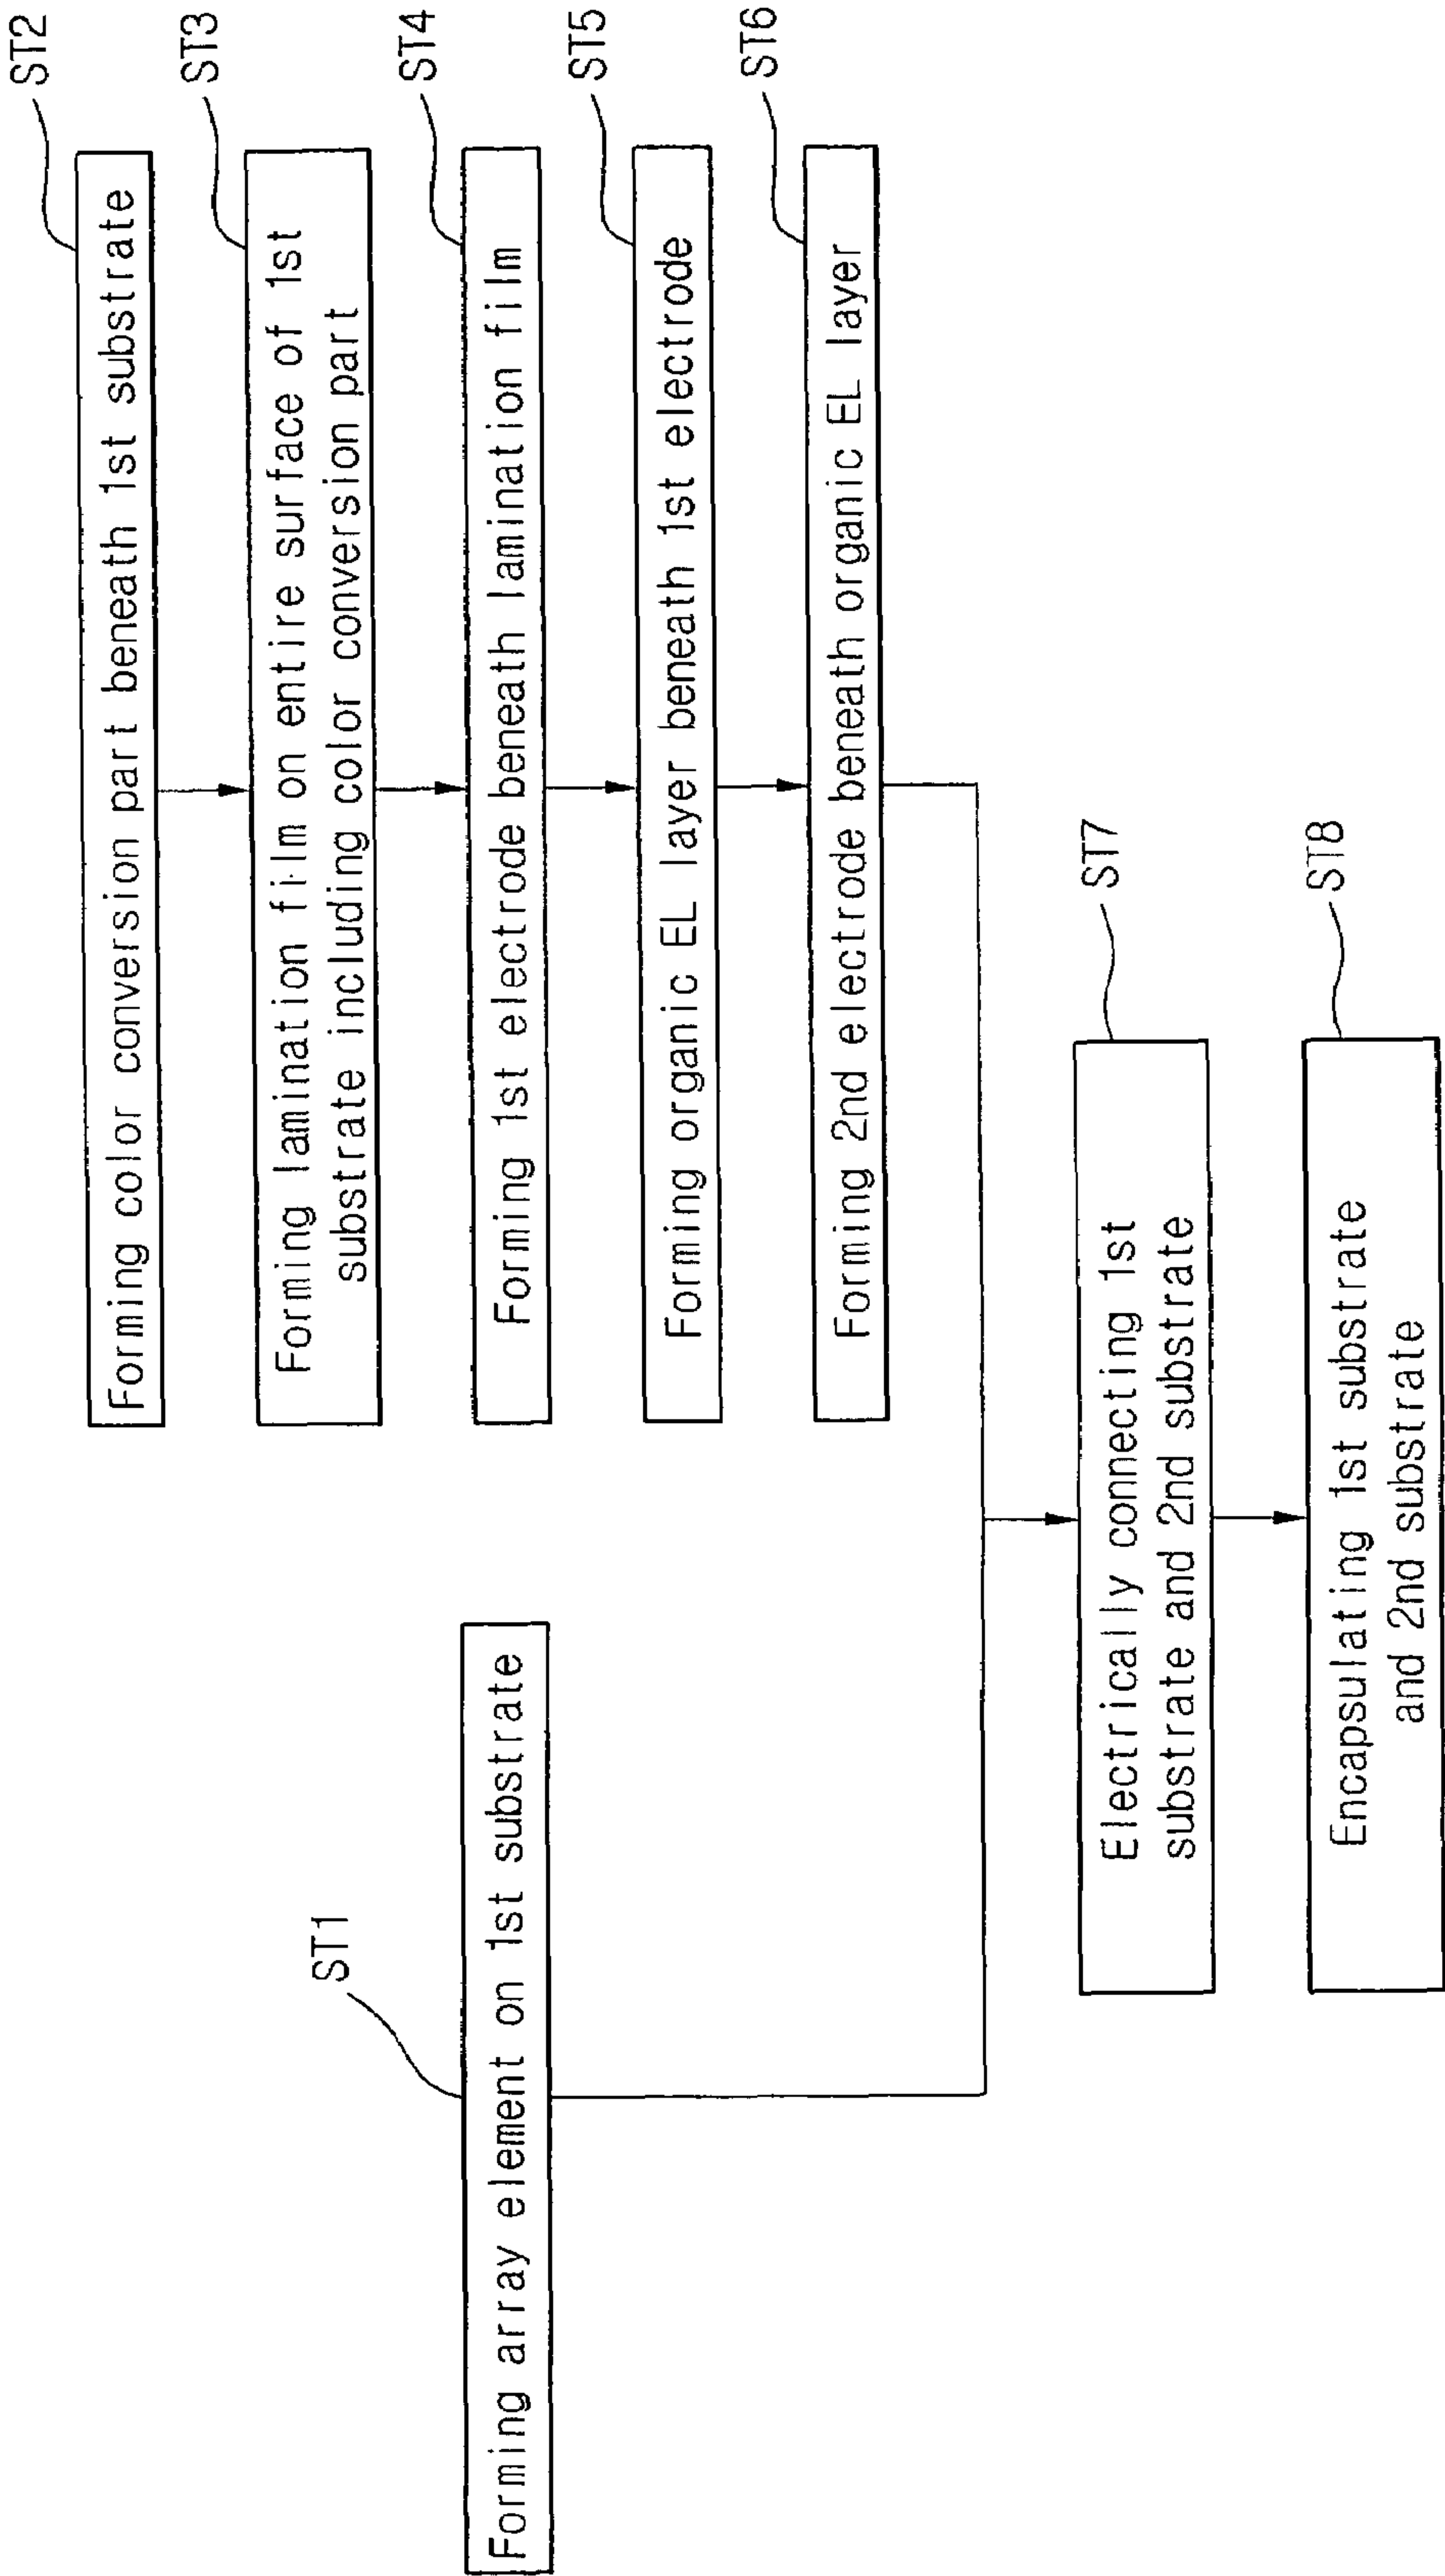 ST1
Forming array element on 1st substrate
ST2
Forming color conversion part beneath 1st substrate
ST3
Forming lamination film on entire surface of 1st
substrate including color conversion part
ST4
Forming 1st electrode beneath lamination film
ST5
Forming organic EL layer beneath 1st electrode
ST6
Forming 2nd electrode beneath organic EL layer
ST7
Electrically connecting 1st
substrate and 2nd substrate
ST8
Encapsulating 1st substrate
and 2nd substrate